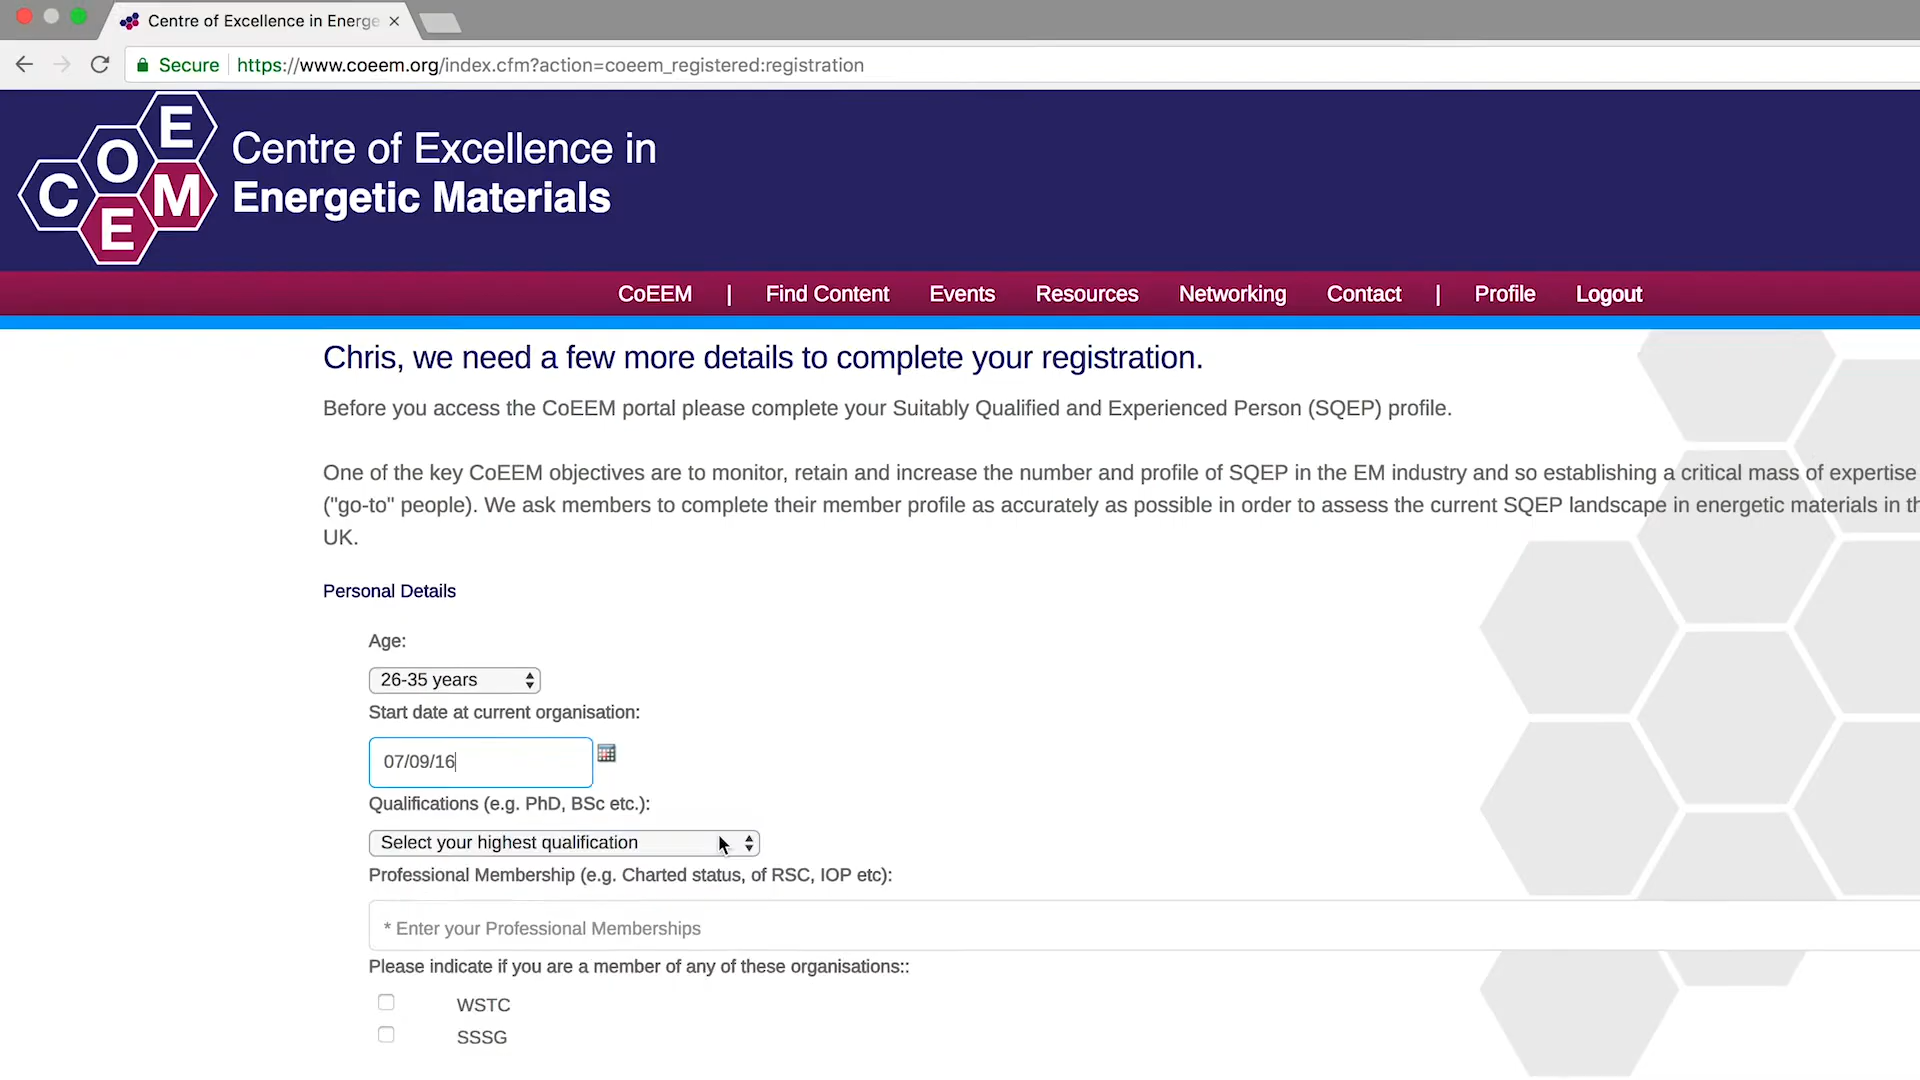 Centre of Excellence in Energe
Secure https://www.coeem.org/index.cfm?action=coeem_registered:registration
C O E E M
Centre of Excellence in
Energetic Materials
CoEEM | Find Content Events Resources Networking Contact | Profile Logout
Chris, we need a few more details to complete your registration.
Before you access the CoEEM portal please complete your Suitably Qualified and Experienced Person (SQEP) profile.
One of the key CoEEM objectives are to monitor, retain and increase the number and profile of SQEP in the EM industry and so establishing a critical mass of expertise
("go-to" people). We ask members to complete their member profile as accurately as possible in order to assess the current SQEP landscape in energetic materials in th
UK.
Personal Details
Age:
26-35 years
Start date at current organisation:
07/09/16
Qualifications (e.g. PhD, BSc etc.):
Select your highest qualification
Professional Membership (e.g. Charted status, of RSC, IOP etc):
* Enter your Professional Memberships
Please indicate if you are a member of any of these organisations::
WSTC
SSSG